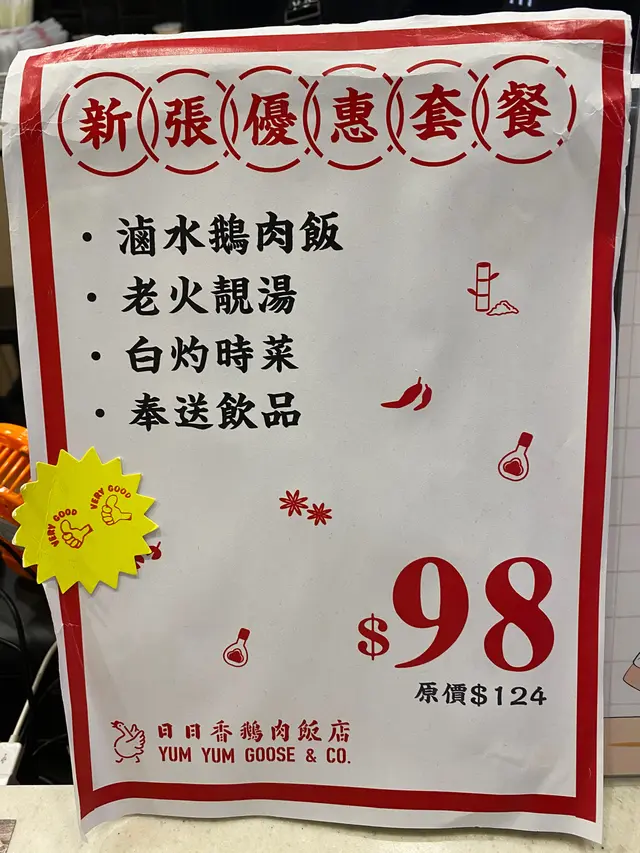 新張優惠套餐
· 滷水鵝肉飯
· 老火靚湯
· 白灼時菜
· 奉送飲品
VERY GOOD
VERY GOOD
$98
原價$124
日日香鵝肉飯店
YUM YUM GOOSE & CO.